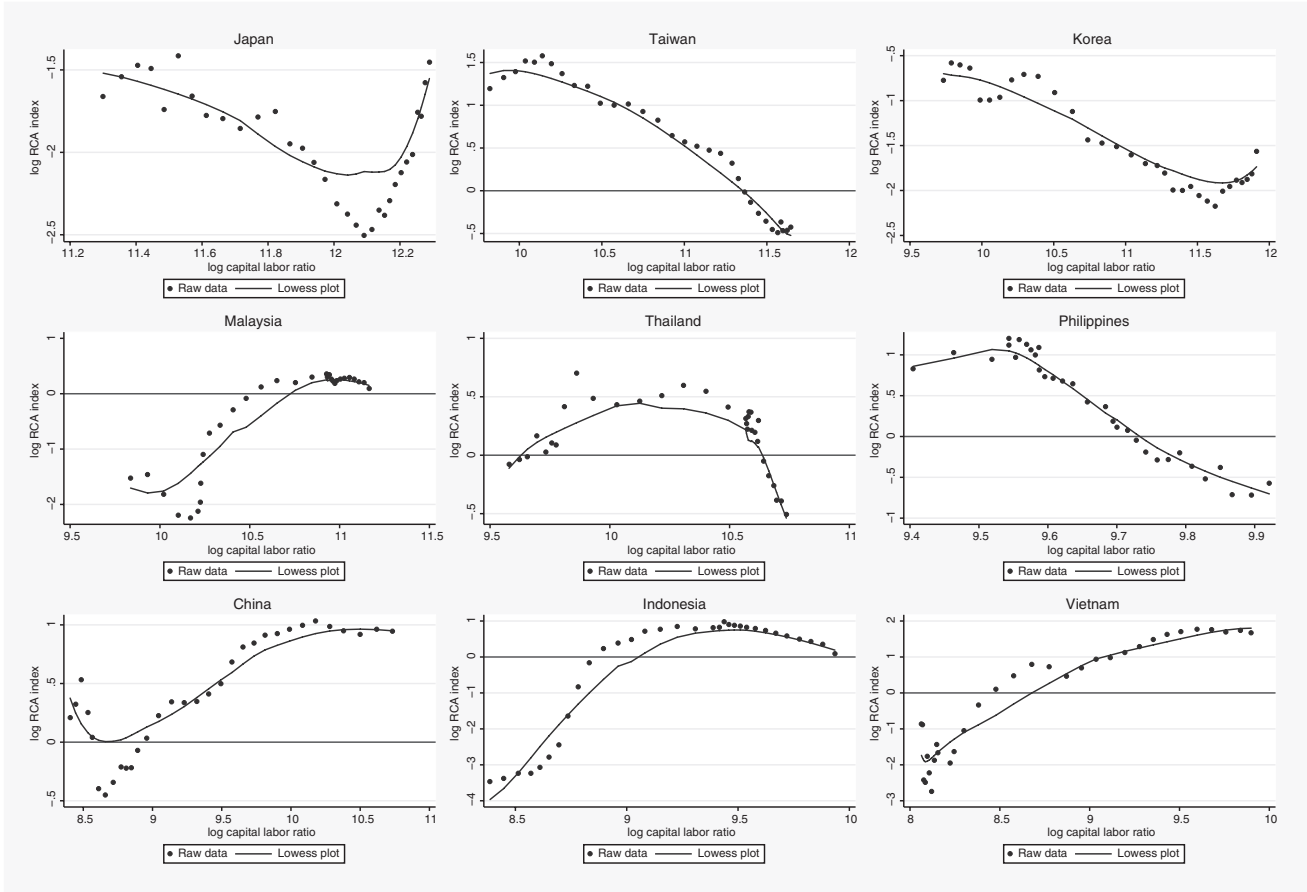 Japan
log RCA index
−1.5
−2
−2.5
11.2 11.4 11.6 11.8 12 12.2
log capital labor ratio
Raw data Lowess plot
Taiwan
log RCA index
1.5
1
.5
0
−.5
10 10.5 11 11.5 12
log capital labor ratio
Raw data Lowess plot
Korea
log RCA index
−.5
−1
−1.5
−2
−2.5
9.5 10 10.5 11 11.5 12
log capital labor ratio
Raw data Lowess plot
Malaysia
log RCA index
1
0
−1
−2
9.5 10 10.5 11 11.5
log capital labor ratio
Raw data Lowess plot
Thailand
log RCA index
1
.5
0
−.5
9.5 10 10.5 11
log capital labor ratio
Raw data Lowess plot
Philippines
log RCA index
1
.5
0
−.5
−1
9.4 9.5 9.6 9.7 9.8 9.9
log capital labor ratio
Raw data Lowess plot
China
log RCA index
1
.5
0
−.5
8.5 9 9.5 10 10.5 11
log capital labor ratio
Raw data Lowess plot
Indonesia
log RCA index
1
0
−1
−2
−3
−4
8.5 9 9.5 10
log capital labor ratio
Raw data Lowess plot
Vietnam
log RCA index
2
1
0
−1
−2
−3
8 8.5 9 9.5 10
log capital labor ratio
Raw data Lowess plot